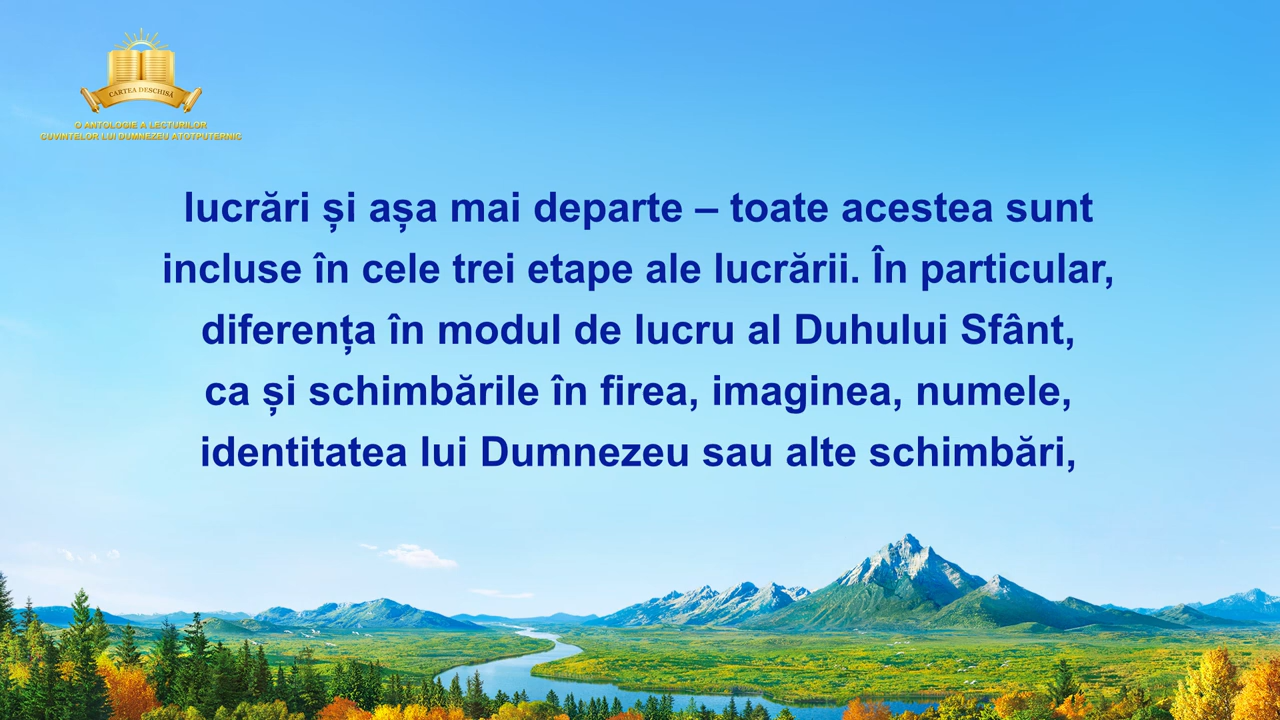 CARTEA DESCHISĂ
O ANTOLOGIE A LECTURILOR
CUVINTELOR LUI DUMNEZEU ATOTPUTERNIC
lucrări și așa mai departe – toate acestea sunt
incluse în cele trei etape ale lucrării. În particular,
diferența în modul de lucru al Duhului Sfânt,
ca și schimbările în firea, imaginea, numele,
identitatea lui Dumnezeu sau alte schimbări,